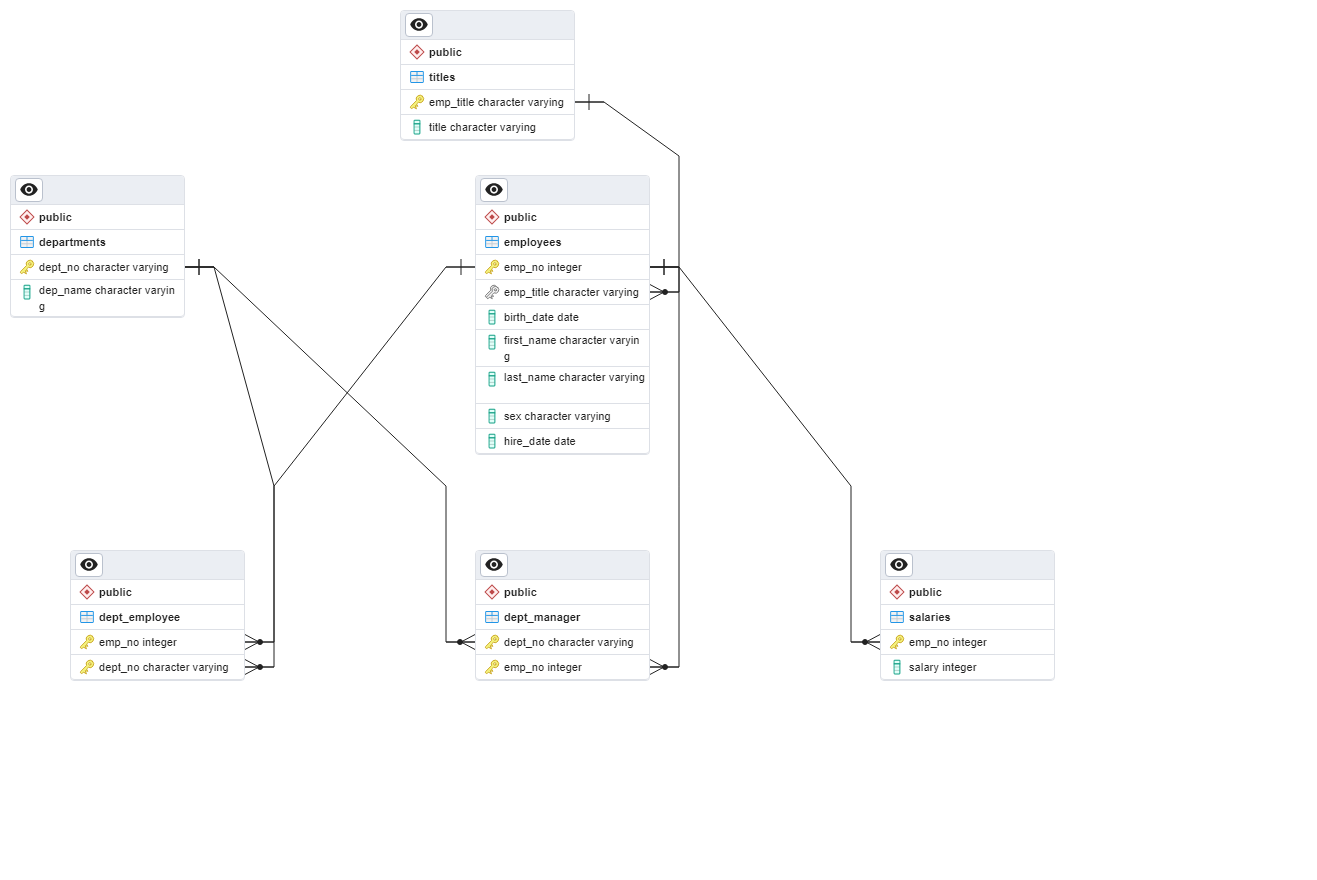 public
titles
emp_title character varying
title character varying
public
departments
dept_no character varying
dep_name character varyin
g
public
employees
emp_no integer
emp_title character varying
birth_date date
first_name character varyin
g
last_name character varying
sex character varying
hire_date date
public
dept_employee
emp_no integer
dept_no character varying
public
dept_manager
dept_no character varying
emp_no integer
public
salaries
emp_no integer
salary integer